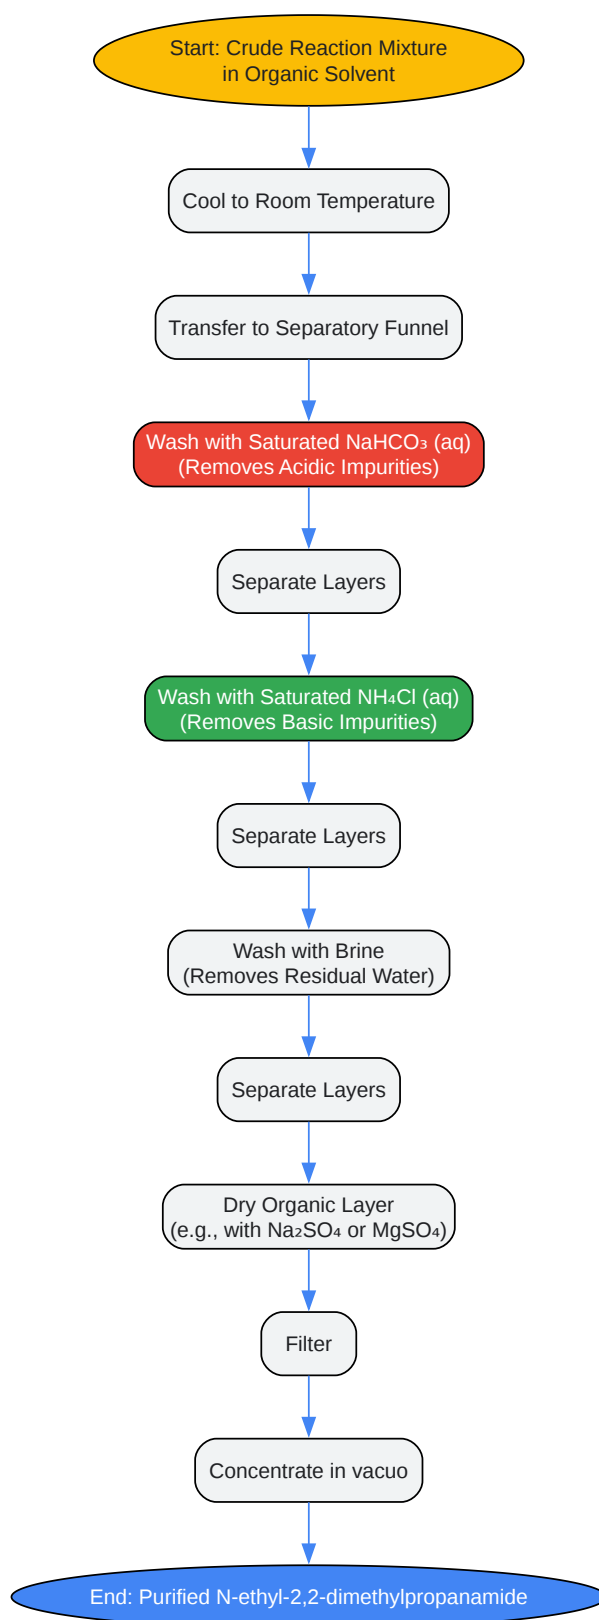 Start: Crude Reaction Mixture
in Organic Solvent
Cool to Room Temperature
Transfer to Separatory Funnel
Wash with Saturated NaHCO₃ (aq)
(Removes Acidic Impurities)
Separate Layers
Wash with Saturated NH₄Cl (aq)
(Removes Basic Impurities)
Separate Layers
Wash with Brine
(Removes Residual Water)
Separate Layers
Dry Organic Layer
(e.g., with Na₂SO₄ or MgSO₄)
Filter
Concentrate in vacuo
End: Purified N-ethyl-2,2-dimethylpropanamide